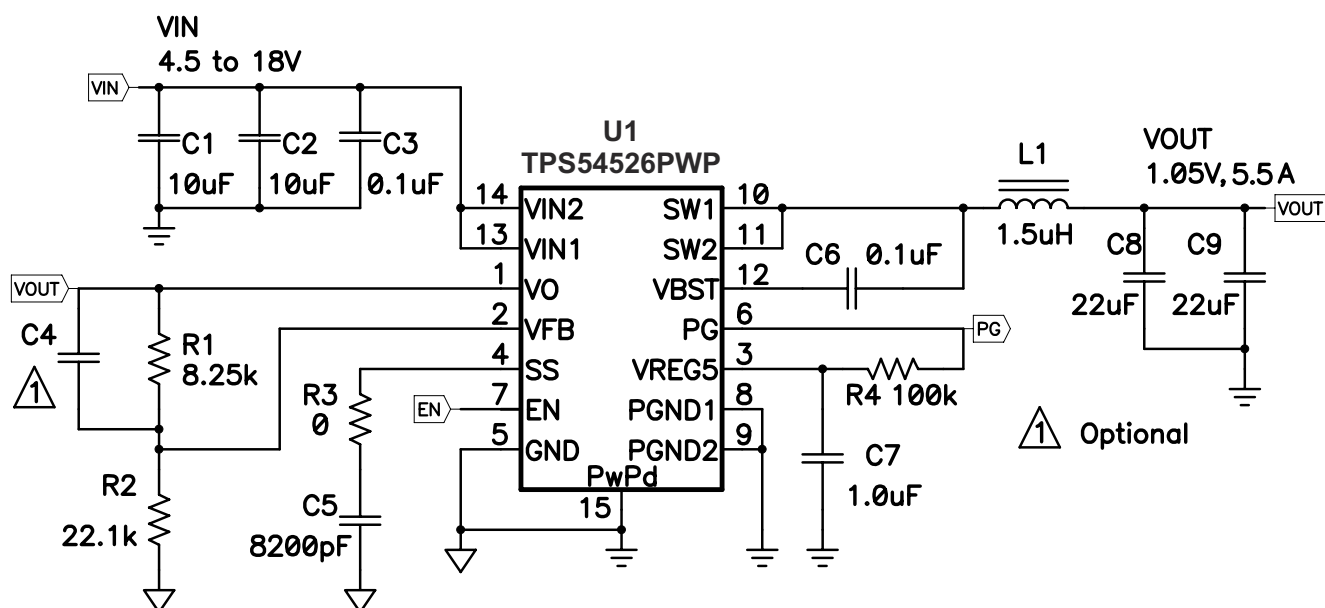 VIN
4.5 to 18V
VIN
C1
10uF
C2
10uF
C3
0.1uF
U1
TPS54526PWP
14
VIN2
13
VIN1
1
VO
2
VFB
4
SS
7
EN
5
GND
PwPd
15
SW1
10
SW2
11
VBST
12
PG
6
VREG5
3
PGND1
8
PGND2
9
VOUT
C4
1
R1
8.25k
R2
22.1k
R3
0
EN
C5
8200pF
C6
0.1uF
L1
1.5uH
VOUT
1.05V, 5.5A
VOUT
C8
22uF
C9
22uF
PG
R4 100k
C7
1.0uF
1 Optional